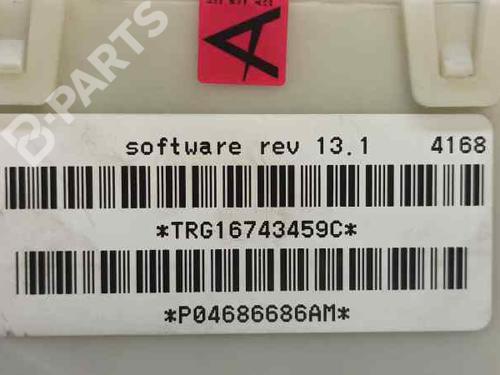 A
B-PARTS
software rev 13.1 4168
*TRG16743459C*
*P04686686AM*